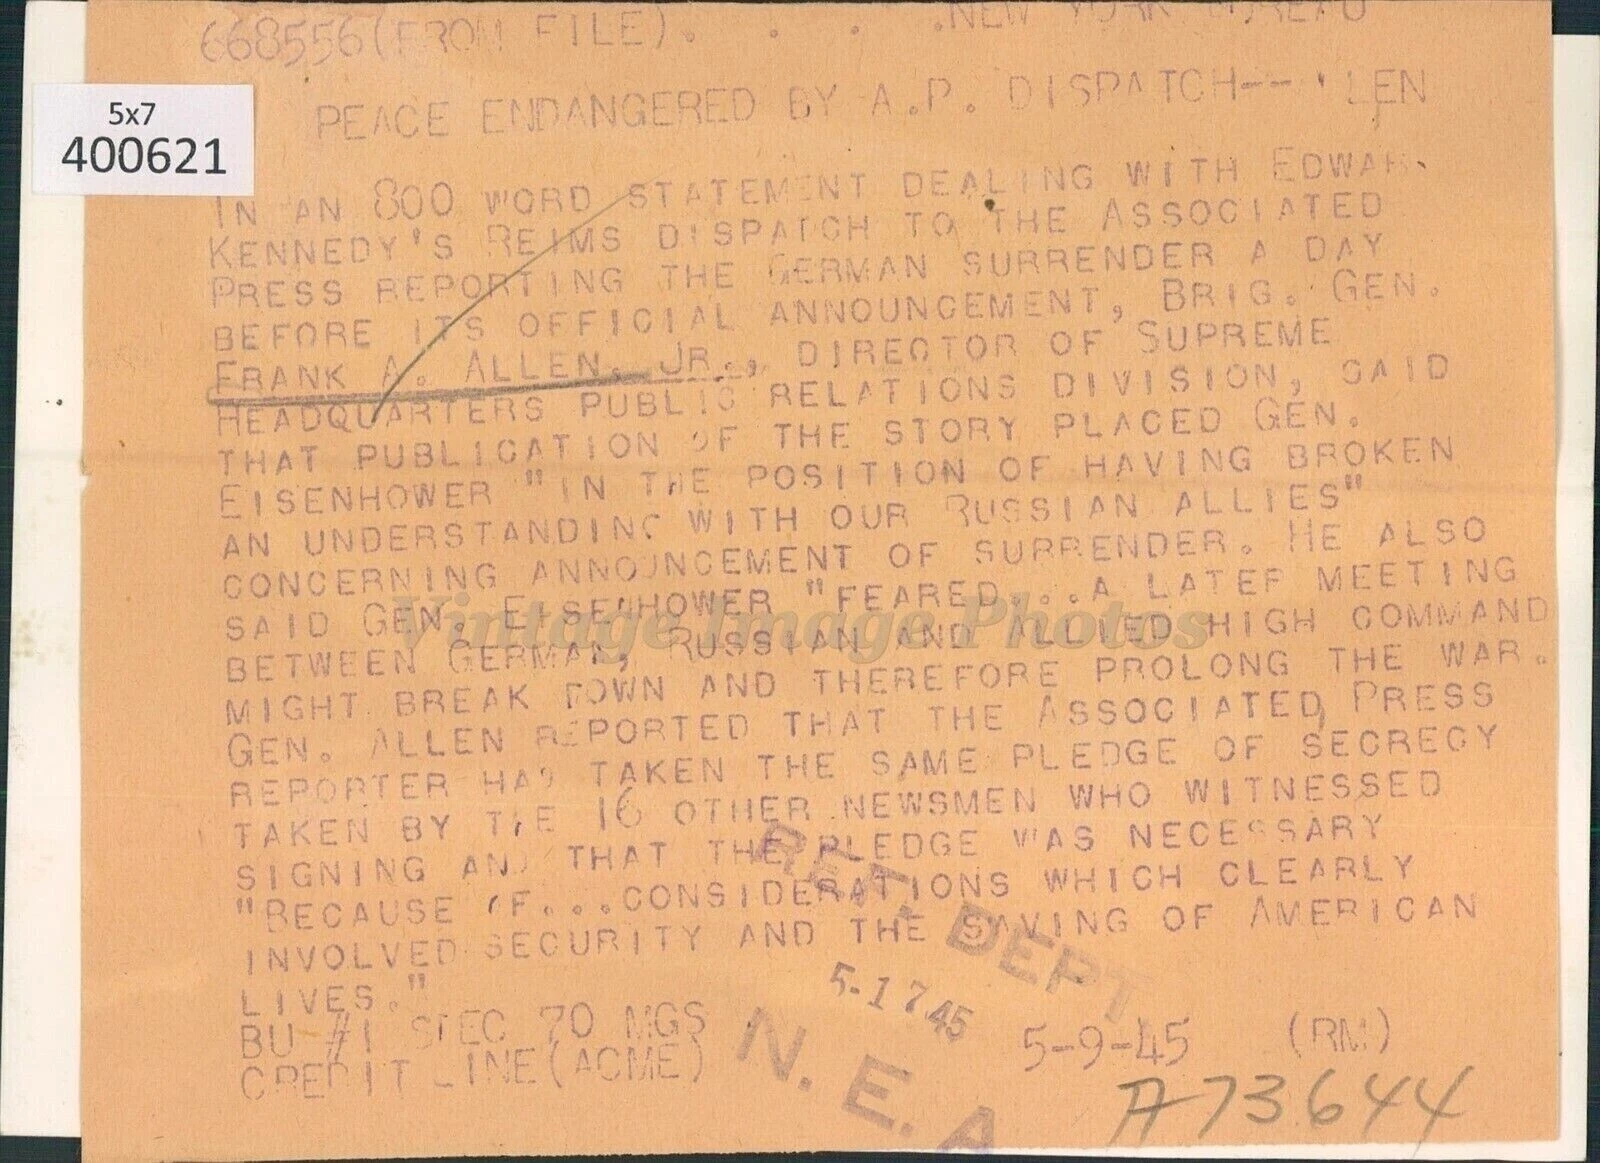 668556(FROM FILE). . . .NEW YORK BUREAU
5x7
400621
PEACE ENDANGERED BY A.P. DISPATCH--'LEN
IN AN 800 WORD STATEMENT DEALING WITH EDWAR
KENNEDY'S REIMS DISPATCH TO THE ASSOCIATED
PRESS REPORTING THE GERMAN SURRENDER A DAY
BEFORE ITS OFFICIAL ANNOUNCEMENT, BRIG. GEN.
FRANK A. ALLEN, JR., DIRECTOR OF SUPREME
HEADQUARTERS PUBLIC RELATIONS DIVISION, SAID
THAT PUBLICATION OF THE STORY PLACED GEN.
EISENHOWER "IN THE POSITION OF HAVING BROKEN
AN UNDERSTANDING WITH OUR RUSSIAN ALLIES"
CONCERNING ANNOUNCEMENT OF SURRENDER. HE ALSO
SAID GEN. EISENHOWER "FEARED...A LATER MEETING
BETWEEN GERMAN, RUSSIAN AND ALLIED HIGH COMMAND
MIGHT BREAK DOWN AND THEREFORE PROLONG THE WAR.
GEN. ALLEN REPORTED THAT THE ASSOCIATED PRESS
REPORTER HAD TAKEN THE SAME PLEDGE OF SECRECY
TAKEN BY THE 16 OTHER NEWSMEN WHO WITNESSED
SIGNING AND THAT THE PLEDGE WAS NECESSARY
"BECAUSE OF...CONSIDERATIONS WHICH CLEARLY
INVOLVED SECURITY AND THE SAVING OF AMERICAN
LIVES."
BU #1 SPEC 70 MGS
CREDIT LINE (ACME) 5-9-45 (RM)
REF. DEPT
5-17 45
N. E. A
A73644
Vintage Image Photos